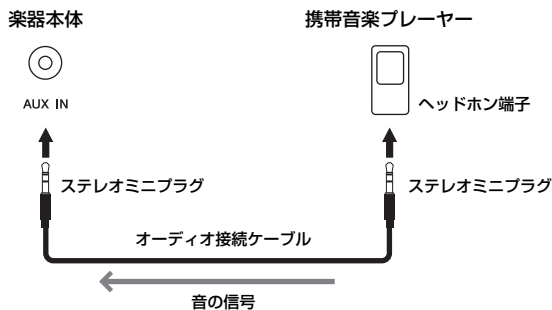 楽器本体
携帯音楽プレーヤー
AUX IN
ヘッドホン端子
ステレオミニプラグ
ステレオミニプラグ
オーディオ接続ケーブル
音の信号